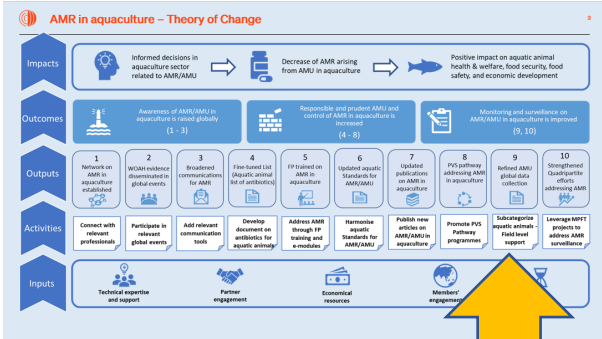 AMR in aquaculture – Theory of Change
3
Impacts
Informed decisions in
aquaculture sector
related to AMR/AMU
Decrease of AMR arising
from AMU in aquaculture
Positive impact on aquatic animal
health & welfare, food security, food
safety, and economic development
Outcomes
Awareness of AMR/AMU in
aquaculture is raised globally
(1 - 3)
Responsible and prudent AMU and
control of AMR in aquaculture is
increased
(4 - 8)
Monitoring and surveillance on
AMR/AMU in aquaculture is improved
(9, 10)
Outputs
1
Network on
AMR in
aquaculture
established
2
WOAH evidence
disseminated in
global events
3
Broadened
communications
for AMR
4
Fine-tuned List
(Aquatic animal
list of antibiotics)
5
FP trained on
AMR in
aquaculture
6
Updated aquatic
Standards for
AMR/AMU
7
Updated
publications
on AMR in
aquaculture
8
PVS pathway
addressing AMR
in aquaculture
9
Refined AMU
global data
collection
10
Strengthened
Quadripartite
efforts
addressing AMR
Activities
Connect with
relevant
professionals
Participate in
relevant
global events
Add relevant
communication
tools
Develop
document on
antibiotics for
aquatic animals
Address AMR
through FP
training and
e-modules
Harmonise
aquatic
Standards for
AMR/AMU
Publish new
articles on
AMR/AMU in
aquaculture
Promote PVS
Pathway
programmes
Subcategorize
aquatic animals -
Field level
support
Leverage MPFT
projects to
address AMR
surveillance
Inputs
Technical expertise
and support
Partner
engagement
Economical
resources
Members'
engagement